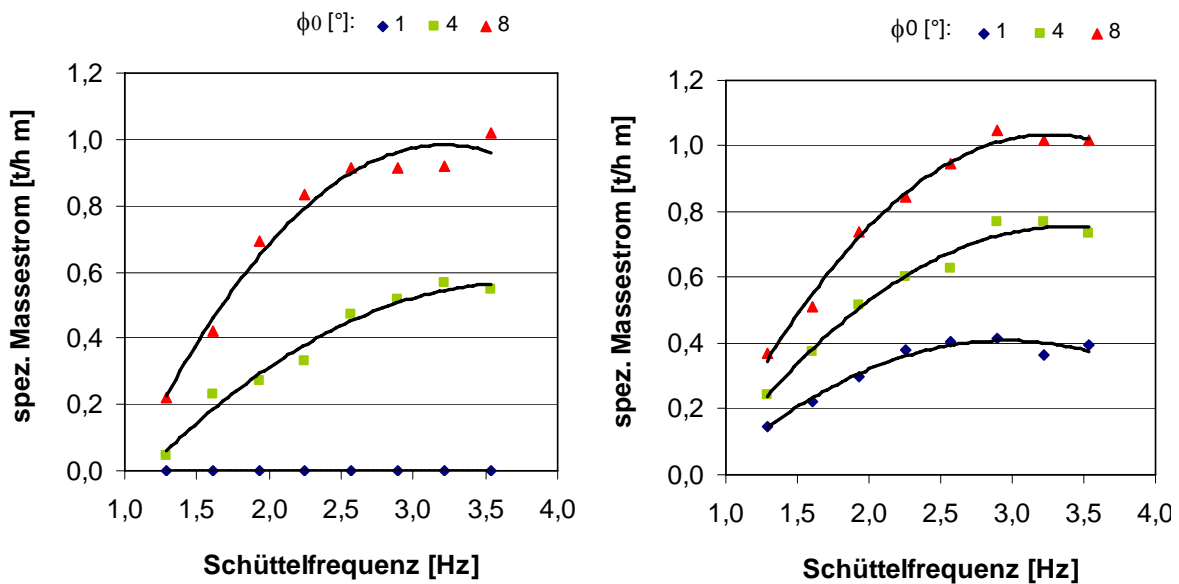 ϕ0 [°]: 1 4 8
spez. Massestrom [t/h m]
1,2
1,0
0,8
0,6
0,4
0,2
0,0
1,0 1,5 2,0 2,5 3,0 3,5 4,0
Schüttelfrequenz [Hz]
ϕ0 [°]: 1 4 8
spez. Massestrom [t/h m]
1,2
1,0
0,8
0,6
0,4
0,2
0,0
1,0 1,5 2,0 2,5 3,0 3,5 4,0
Schüttelfrequenz [Hz]